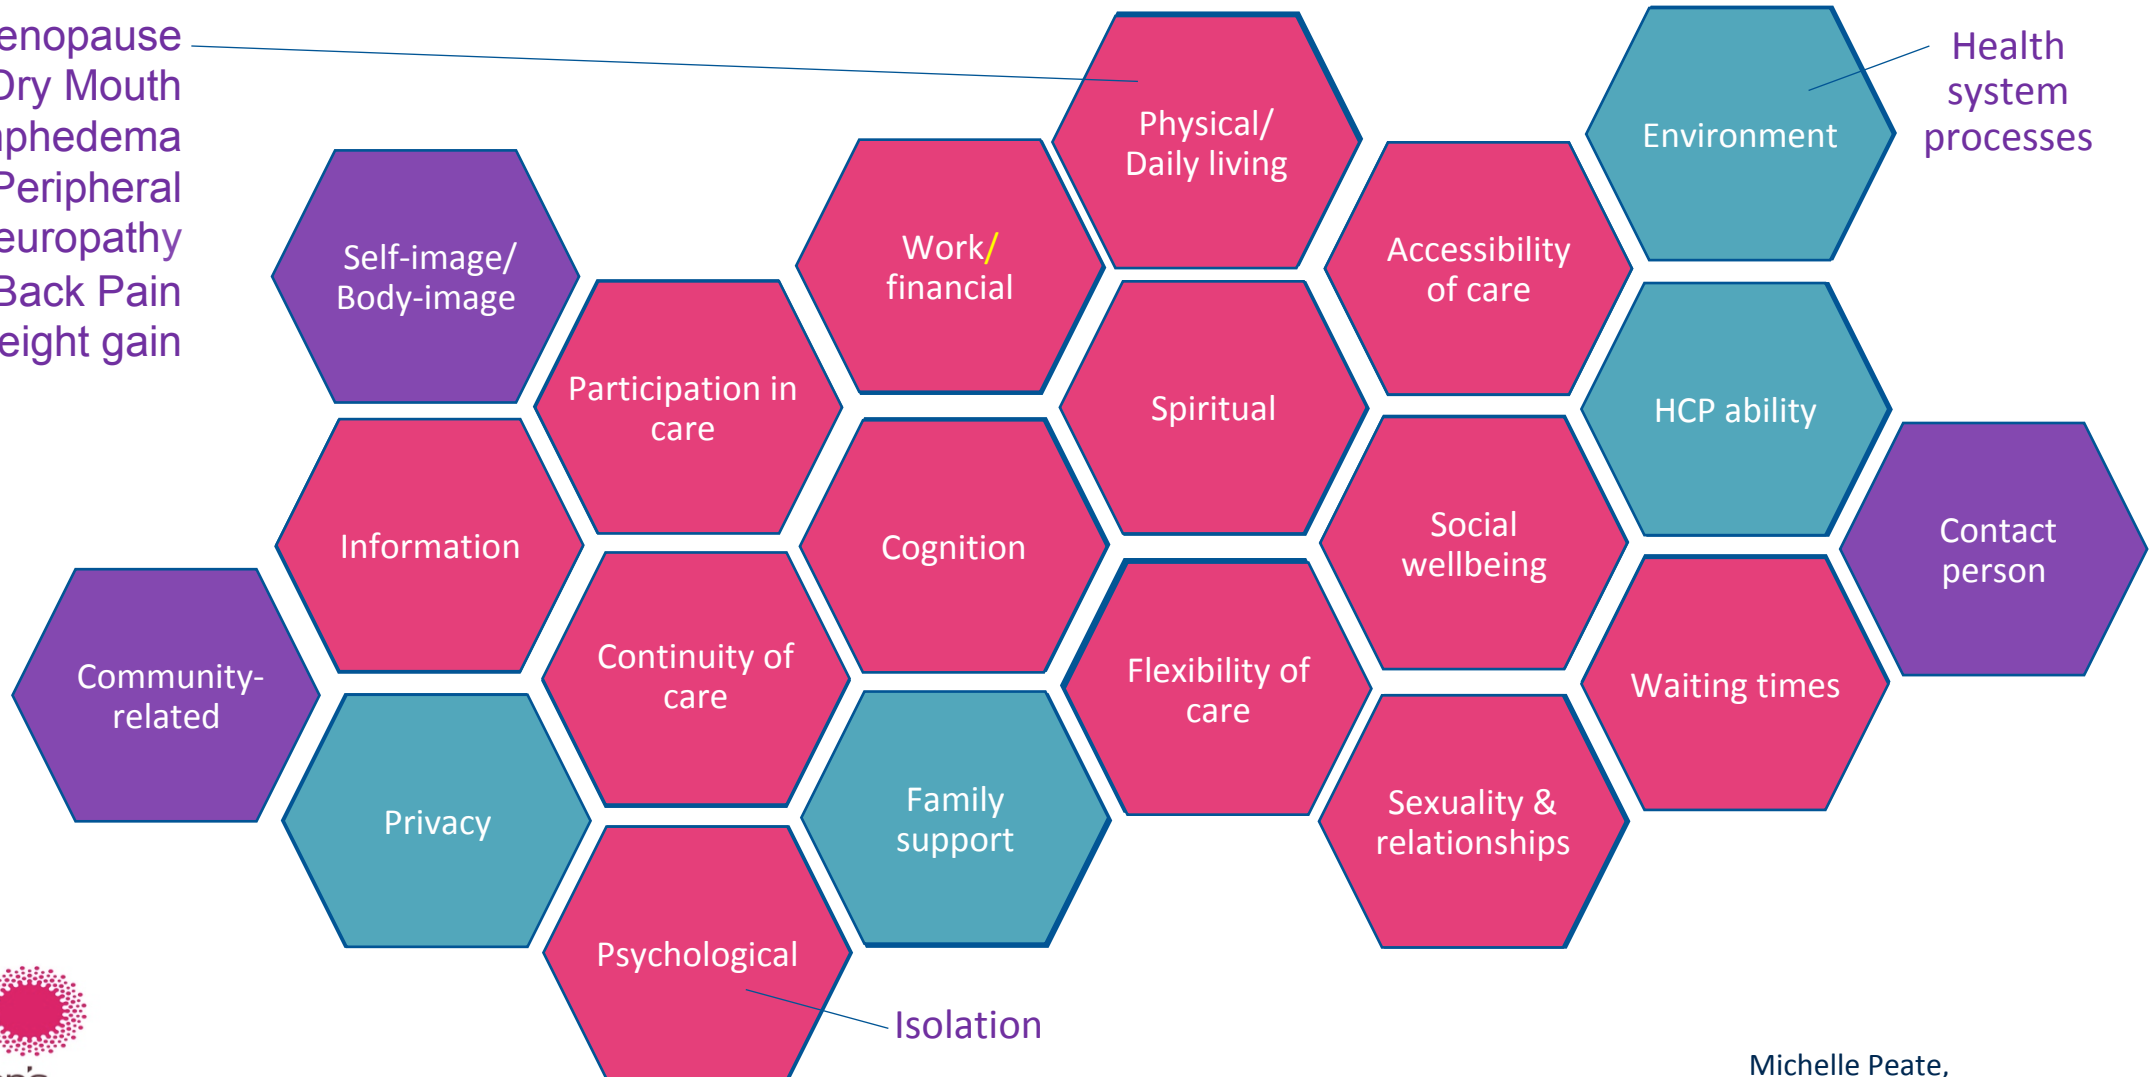 enopause
Dry Mouth
phedema
Peripheral
europathy
Back Pain
eight gain
Physical/
Daily living
Environment
Health
system
processes
Self-image/
Body-image
Work/
financial
Accessibility
of care
Participation in
care
Spiritual
HCP ability
Information
Cognition
Social
wellbeing
Contact
person
Community-
related
Continuity of
care
Flexibility of
care
Waiting times
Privacy
Family
support
Sexuality &
relationships
Psychological
Isolation
Michelle Peate,